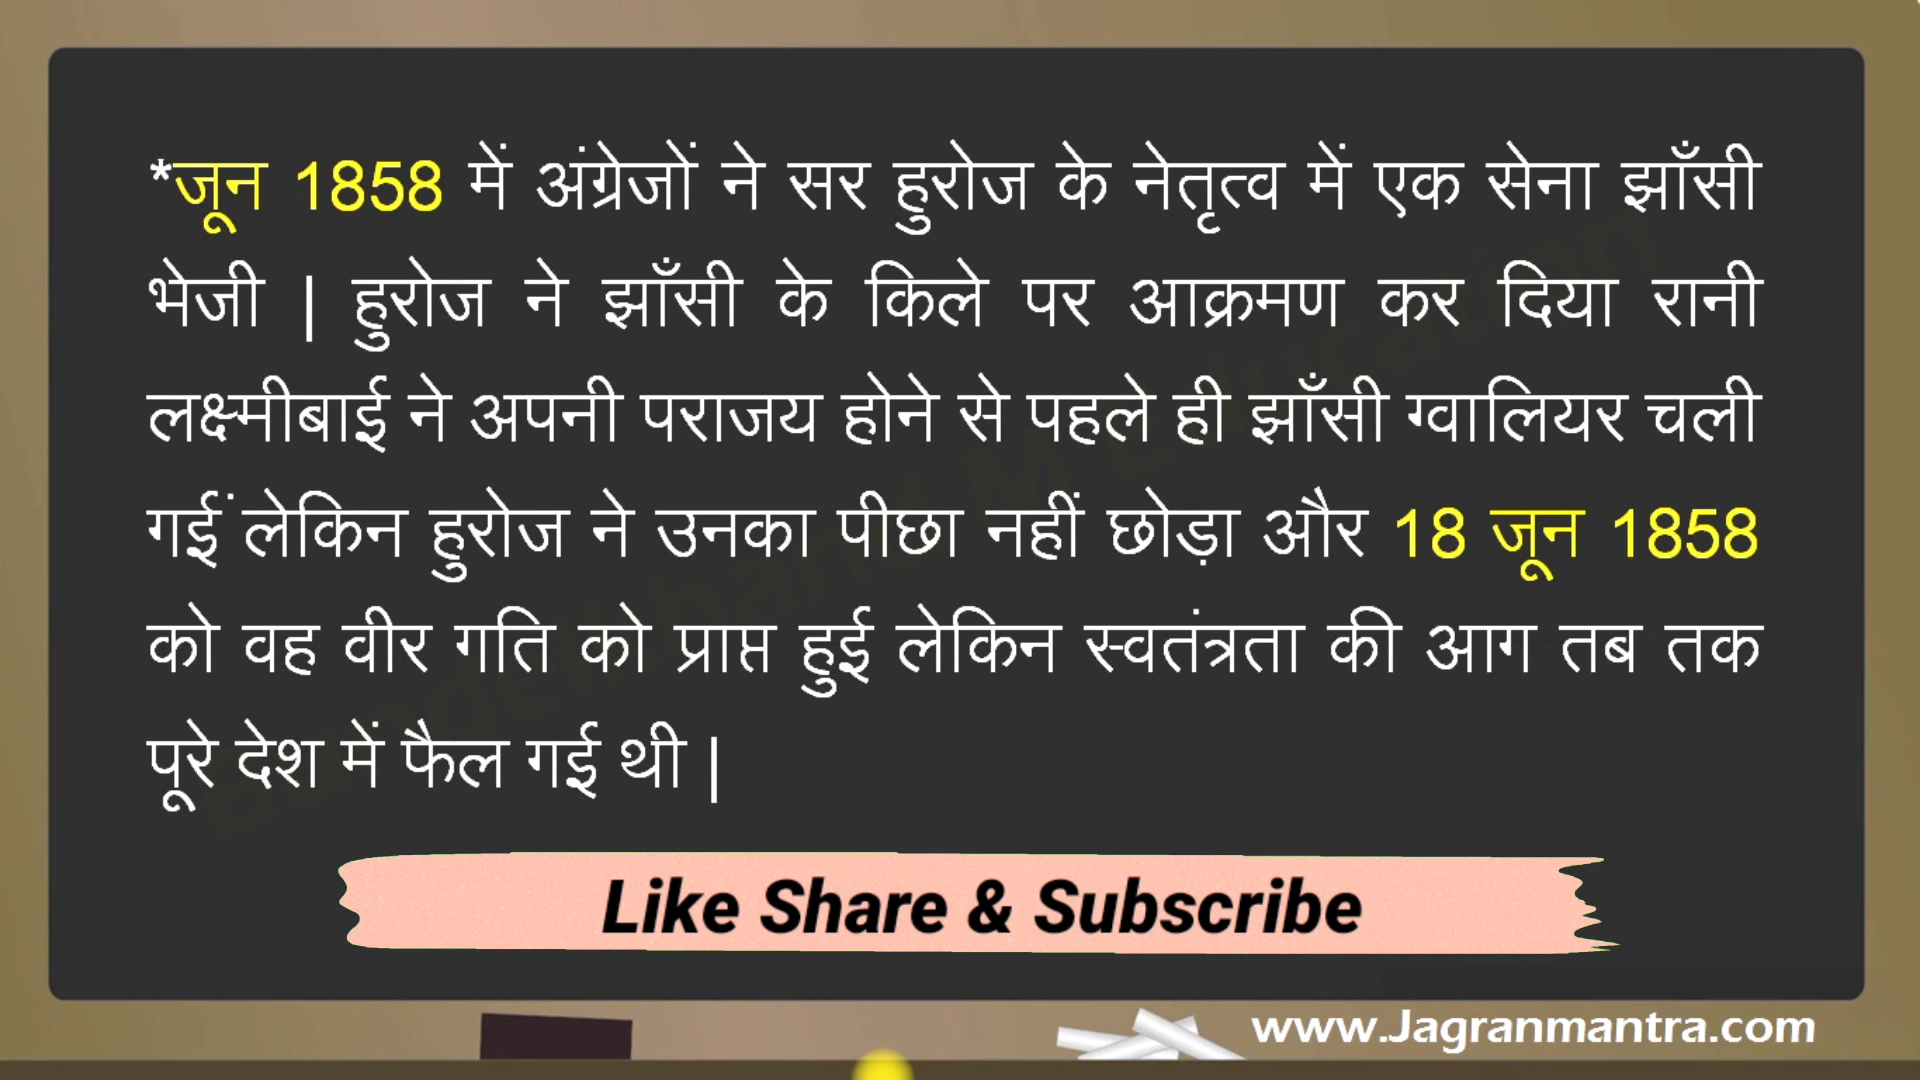 *जून 1858 में अंग्रेजों ने सर हुरोज के नेतृत्व में एक सेना झाँसी
भेजी | हुरोज ने झाँसी के किले पर आक्रमण कर दिया रानी
लक्ष्मीबाई ने अपनी पराजय होने से पहले ही झाँसी ग्वालियर चली
गईं लेकिन हुरोज ने उनका पीछा नहीं छोड़ा और 18 जून 1858
को वह वीर गति को प्राप्त हुई लेकिन स्वतंत्रता की आग तब तक
पूरे देश में फैल गई थी |
Like Share & Subscribe
www.Jagranmantra.com